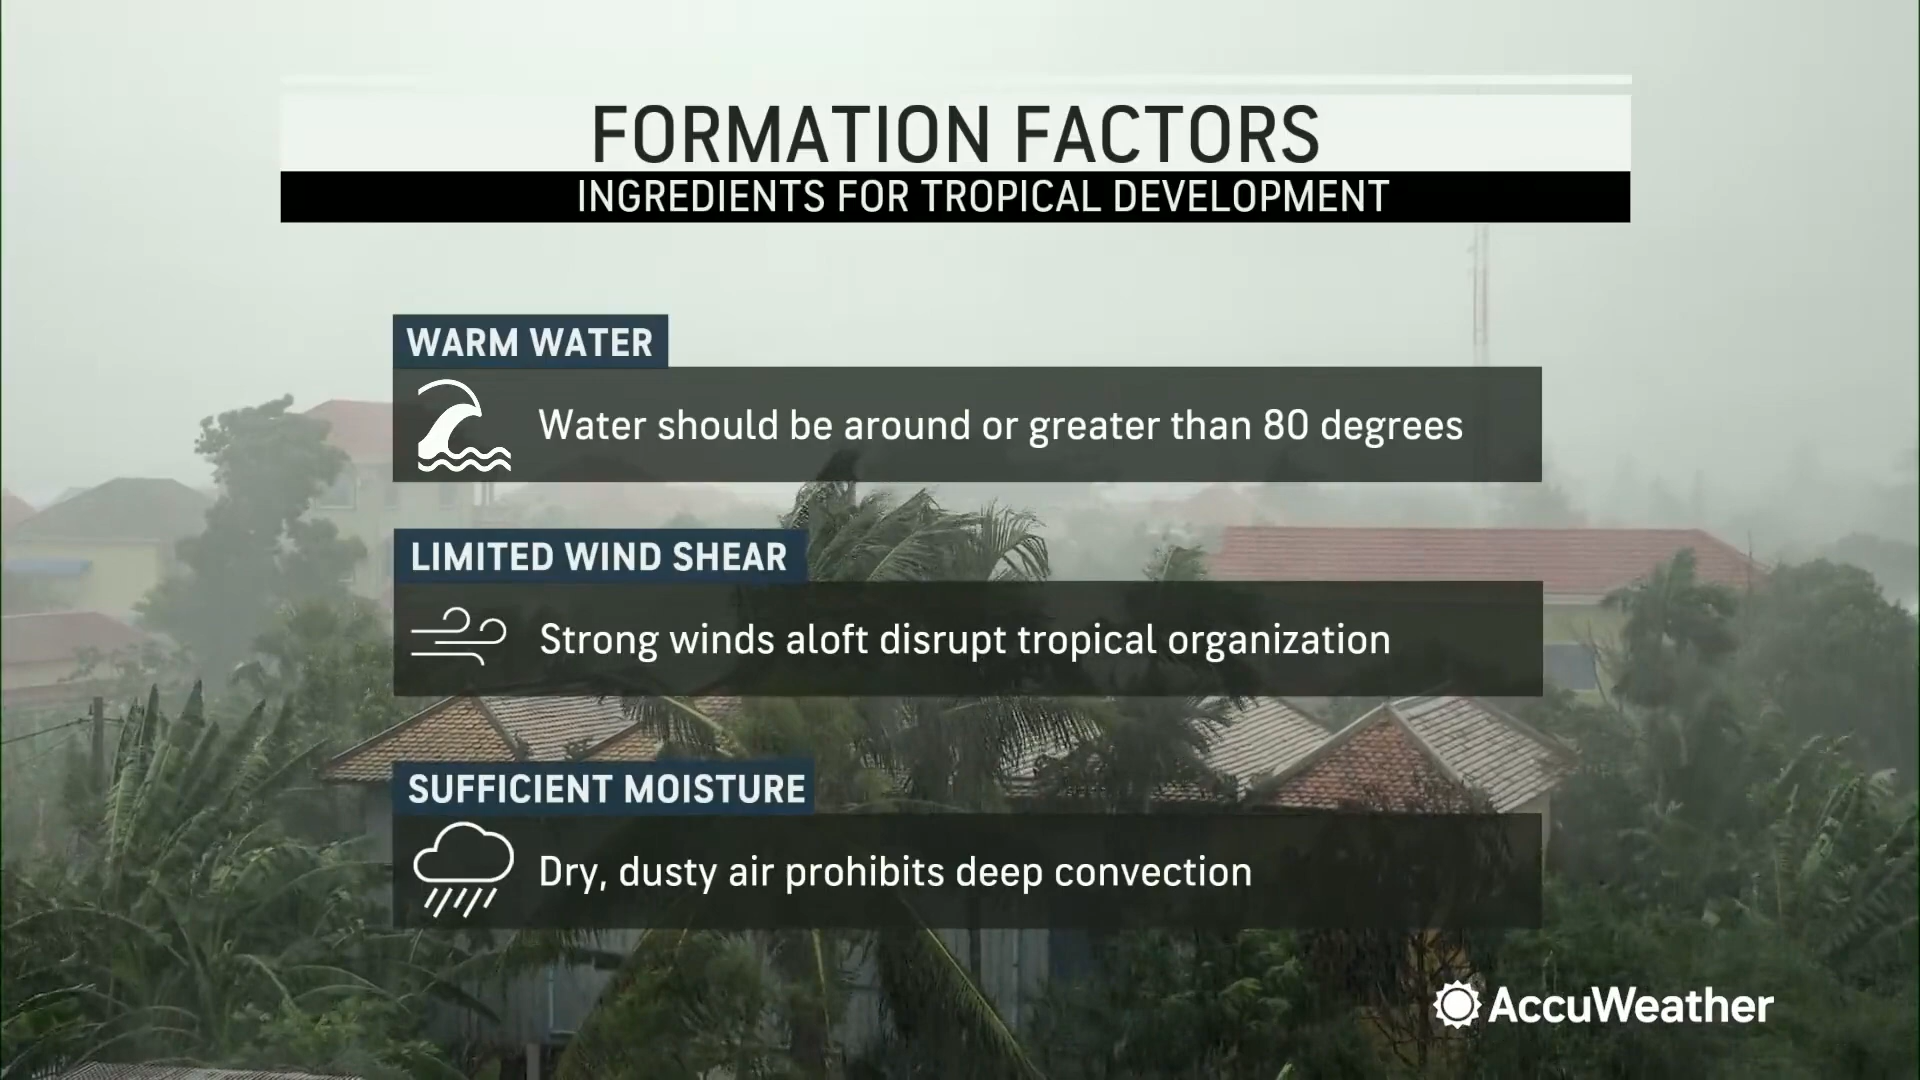 FORMATION FACTORS
INGREDIENTS FOR TROPICAL DEVELOPMENT
WARM WATER
Water should be around or greater than 80 degrees
LIMITED WIND SHEAR
Strong winds aloft disrupt tropical organization
SUFFICIENT MOISTURE
Dry, dusty air prohibits deep convection
AccuWeather